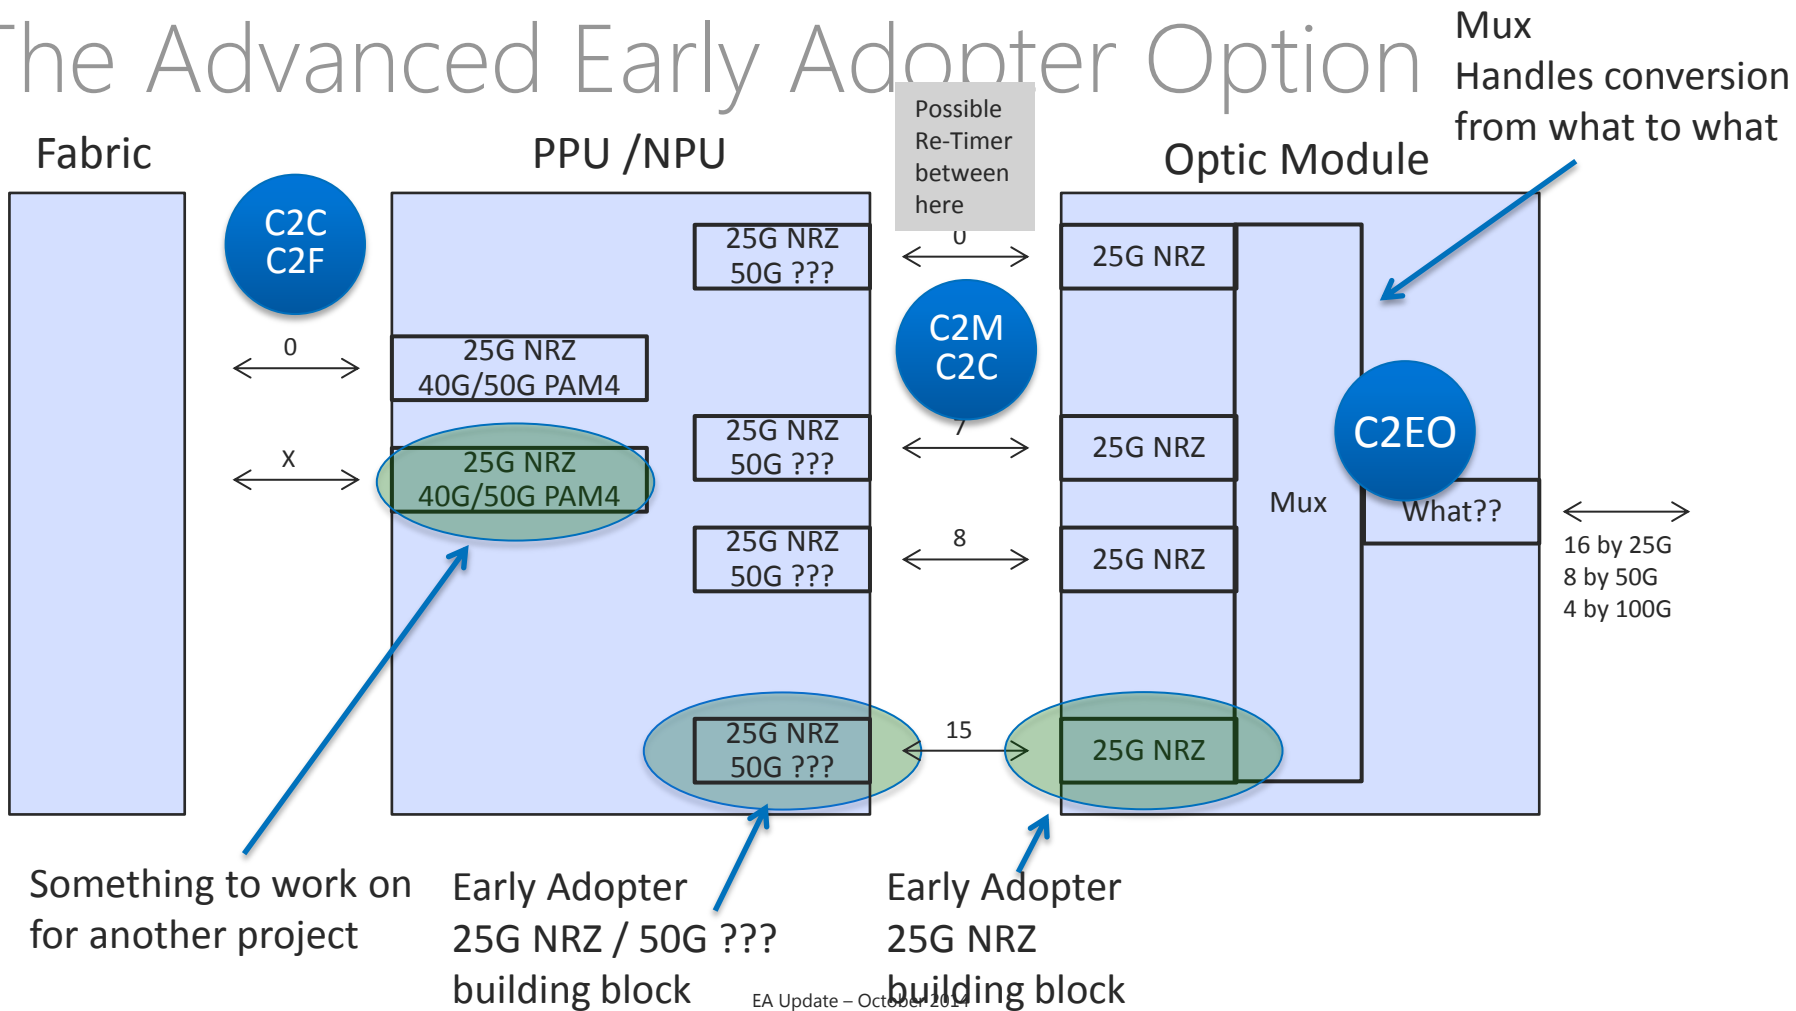 The Advanced Early Adopter Option
Mux
Handles conversion
from what to what
Possible
Re-Timer
between
here
Fabric
PPU /NPU
Optic Module
C2C
C2F
25G NRZ
50G ???
0
25G NRZ
C2M
C2C
0
25G NRZ
40G/50G PAM4
C2EO
25G NRZ
50G ???
7
25G NRZ
X
25G NRZ
40G/50G PAM4
Mux
What??
25G NRZ
50G ???
8
25G NRZ
16 by 25G
8 by 50G
4 by 100G
25G NRZ
50G ???
15
25G NRZ
Something to work on
for another project
Early Adopter
25G NRZ / 50G ???
building block
Early Adopter
25G NRZ
building block
EA Update – October 2014